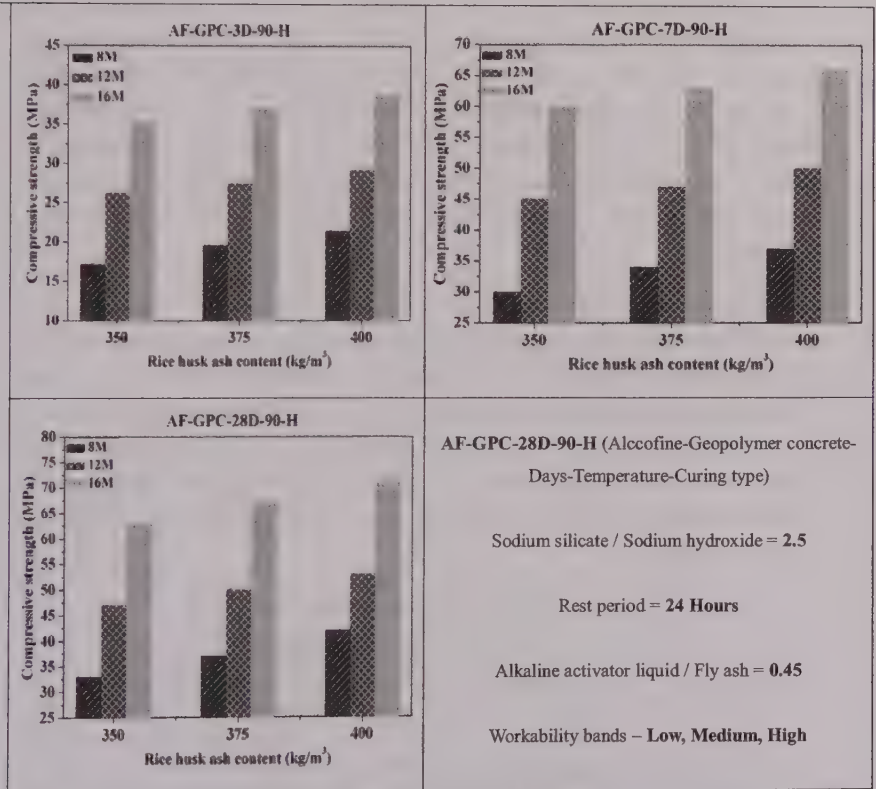 AF-GPC-3D-90-H
8M
12M
16M
45
40
35
30
25
20
15
10
Compressive strength (MPa)
350
375
400
Rice husk ash content (kg/m³)
AF-GPC-7D-90-H
8M
12M
16M
70
65
60
55
50
45
40
35
30
25
Compressive strength (MPa)
350
375
400
Rice husk ash content (kg/m³)
AF-GPC-28D-90-H
8M
12M
16M
80
75
70
65
60
55
50
45
40
35
30
25
Compressive strength (MPa)
350
375
400
Rice husk ash content (kg/m³)
AF-GPC-28D-90-H (Alccofine-Geopolymer concrete-
Days-Temperature-Curing type)
Sodium silicate / Sodium hydroxide = 2.5
Rest period = 24 Hours
Alkaline activator liquid / Fly ash = 0.45
Workability bands – Low, Medium, High